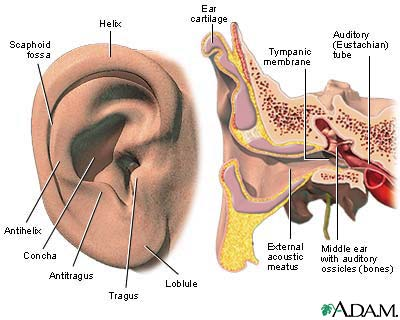 Helix
Scaphoid
fossa
Antihelix
Concha
Antitragus
Tragus
Loblule
Ear
cartilage
Tympanic
membrane
Auditory
(Eustachian)
tube
External
acoustic
meatus
Middle ear
with auditory
ossicles (bones)
ADAM.